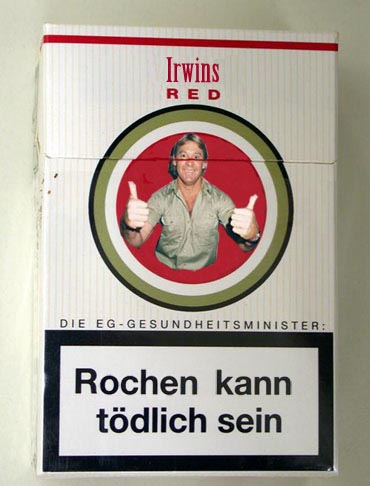 Irwins
RED
DIE EG-GESUNDHEITSMINISTER:
Rochen kann
tödlich sein